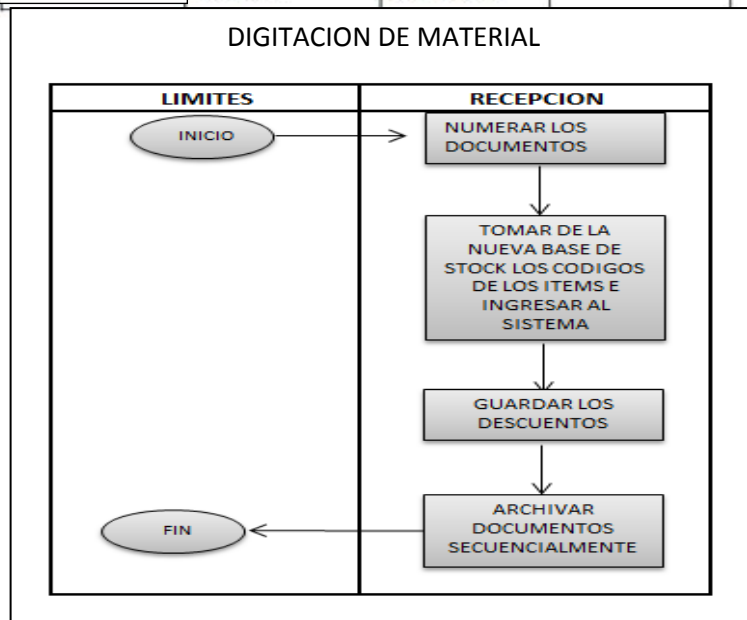 DIGITACION DE MATERIAL
LIMITES
RECEPCION
INICIO
NUMERAR LOS
DOCUMENTOS
TOMAR DE LA
NUEVA BASE DE
STOCK LOS CODIGOS
DE LOS ITEMS E
INGRESAR AL
SISTEMA
GUARDAR LOS
DESCUENTOS
ARCHIVAR
DOCUMENTOS
SECUENCIALMENTE
FIN